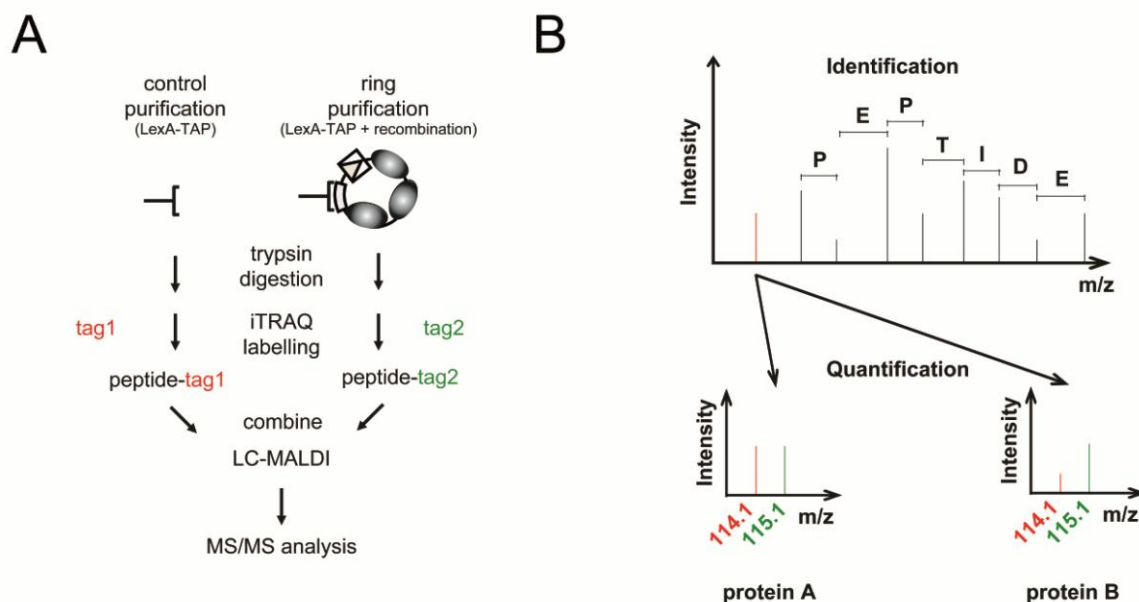 A
control
purification
(LexA-TAP)
ring
purification
(LexA-TAP + recombination)
trypsin
digestion
tag1
iTRAQ
labelling
tag2
peptide-tag1
peptide-tag2
combine
LC-MALDI
MS/MS analysis
B
Identification
Intensity
P
E
P
T
I
D
E
m/z
Quantification
Intensity
114.1
115.1
m/z
protein A
Intensity
114.1
115.1
m/z
protein B